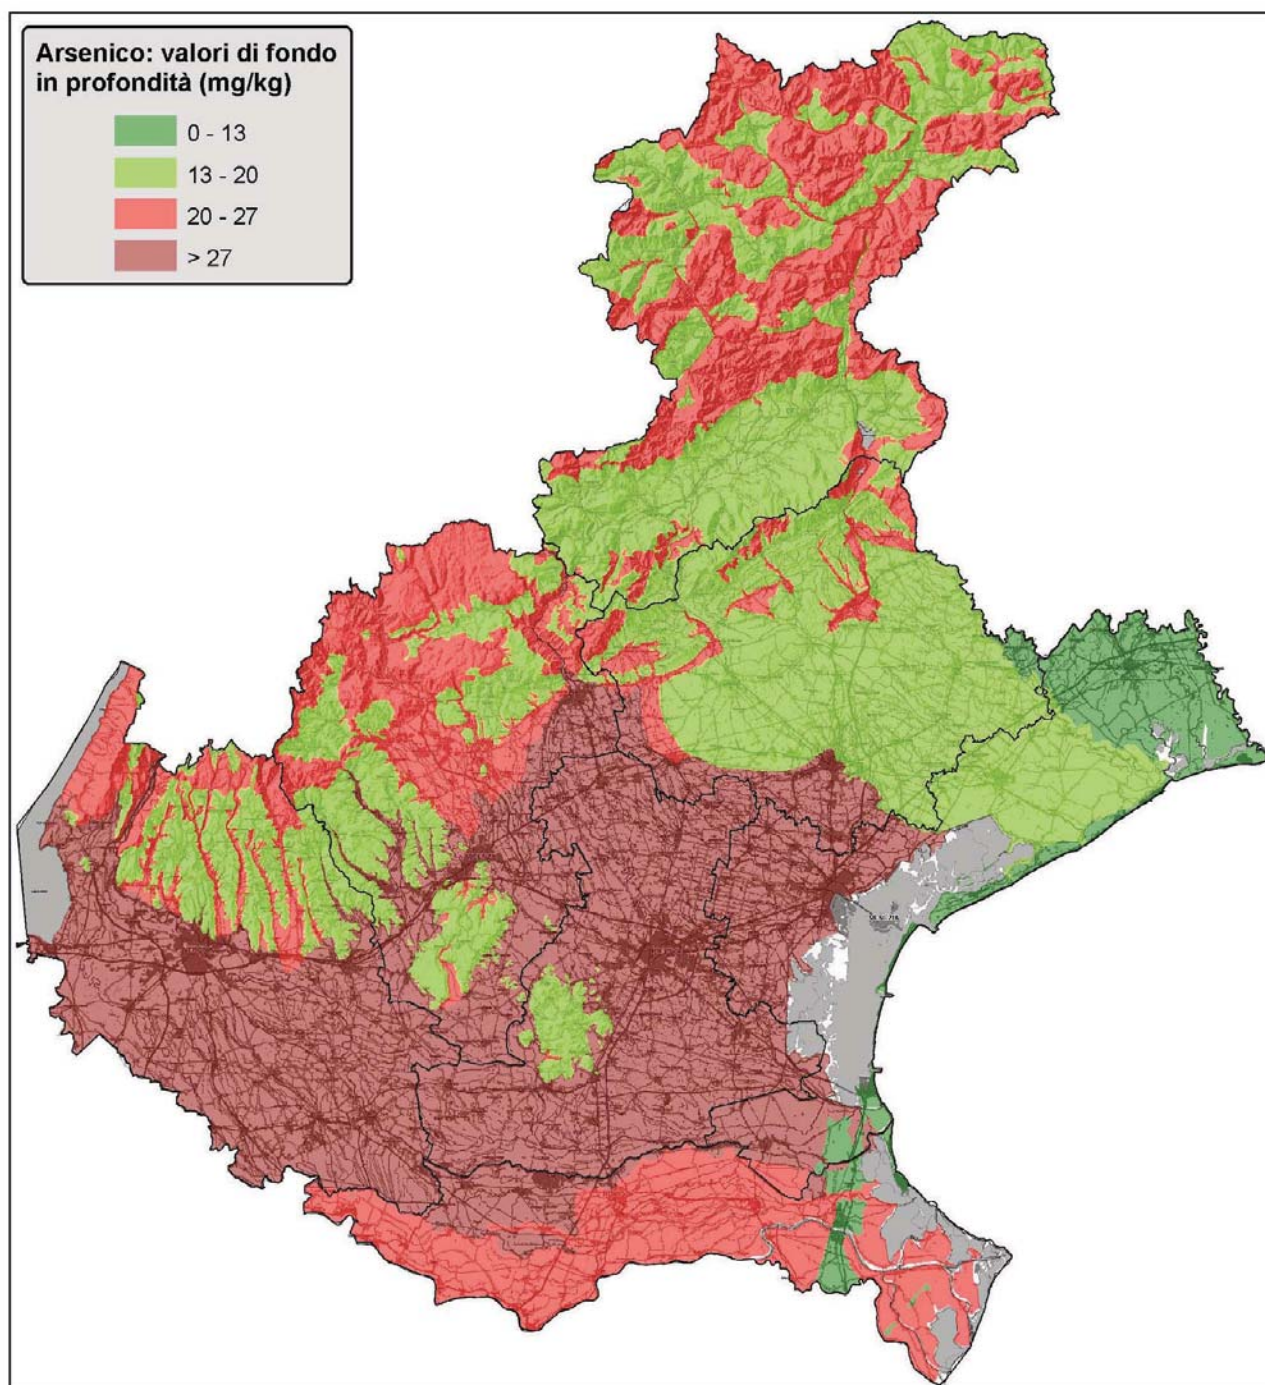 Arsenico: valori di fondo
in profondità (mg/kg)
0 - 13
13 - 20
20 - 27
> 27